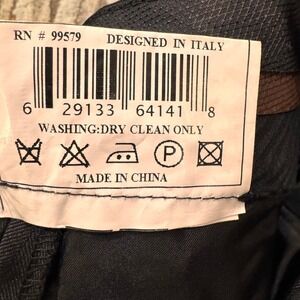 RN # 99579 DESIGNED IN ITALY
6 29133 64141 8
WASHING:DRY CLEAN ONLY
P
MADE IN CHINA